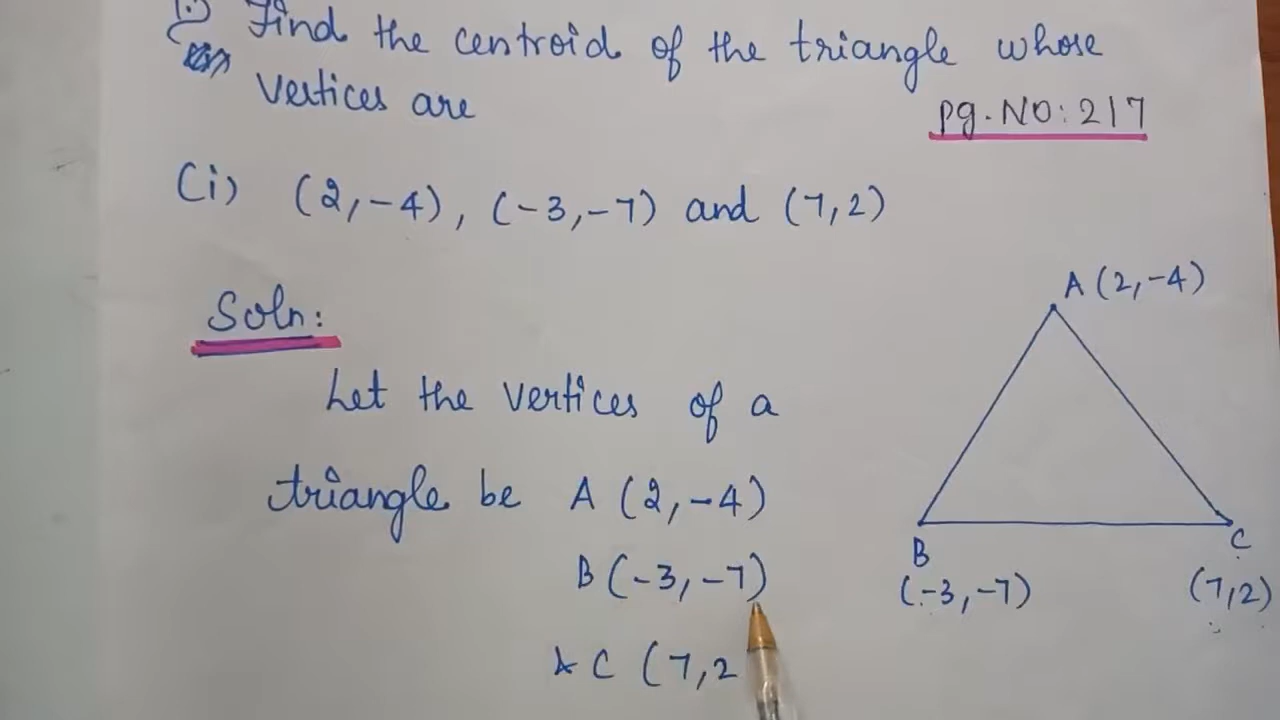 1. Find the centroid of the triangle whose
vertices are
pg.NO: 217
(i) (2,-4), (-3,-7) and (7,2)
Soln:
A (2,-4)
Let the vertices of a
triangle be A (2,-4)
B (-3,-7)
C (7,2
B
(-3,-7)
C
(7,2)